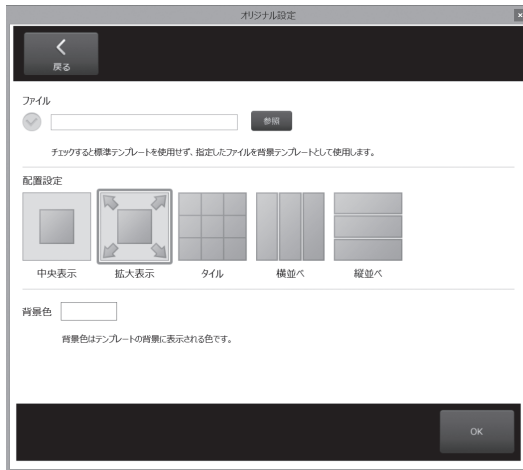 オリジナル設定
戻る
ファイル
参照
チェックすると標準テンプレートを使用せず、指定したファイルを背景テンプレートとして使用します。
配置設定
中央表示 拡大表示 タイル 横並べ 縦並べ
背景色
背景色はテンプレートの背景に表示される色です。
OK